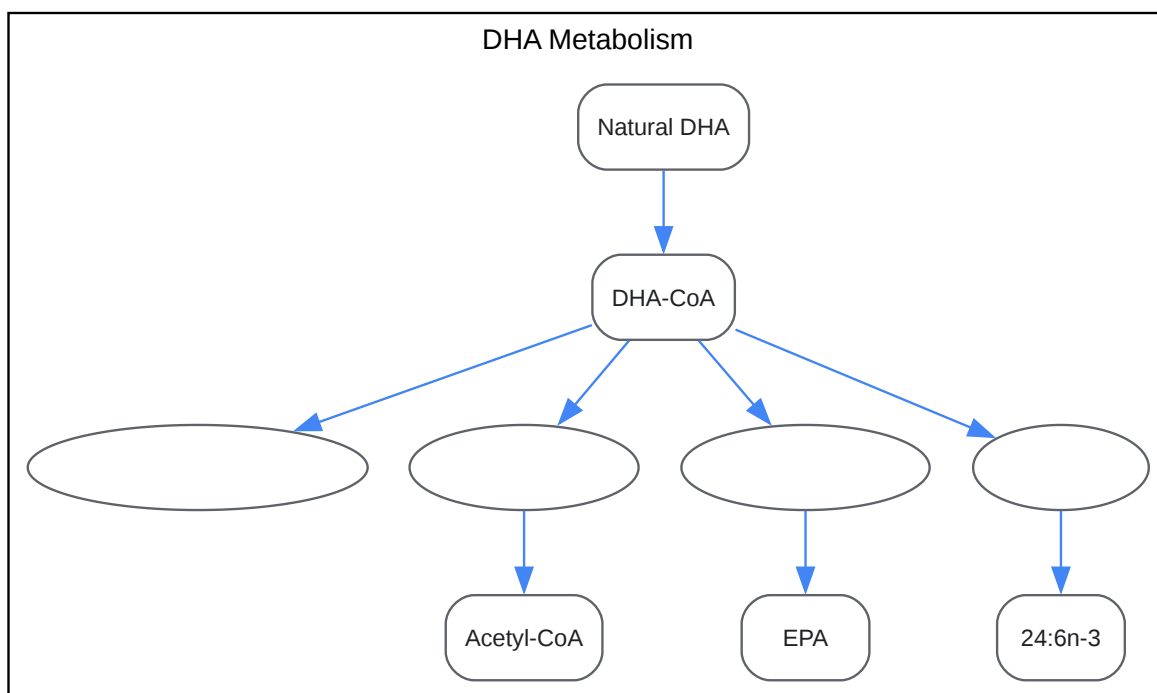 DHA Metabolism
Natural DHA
DHA-CoA
Acetyl-CoA
EPA
24:6n-3